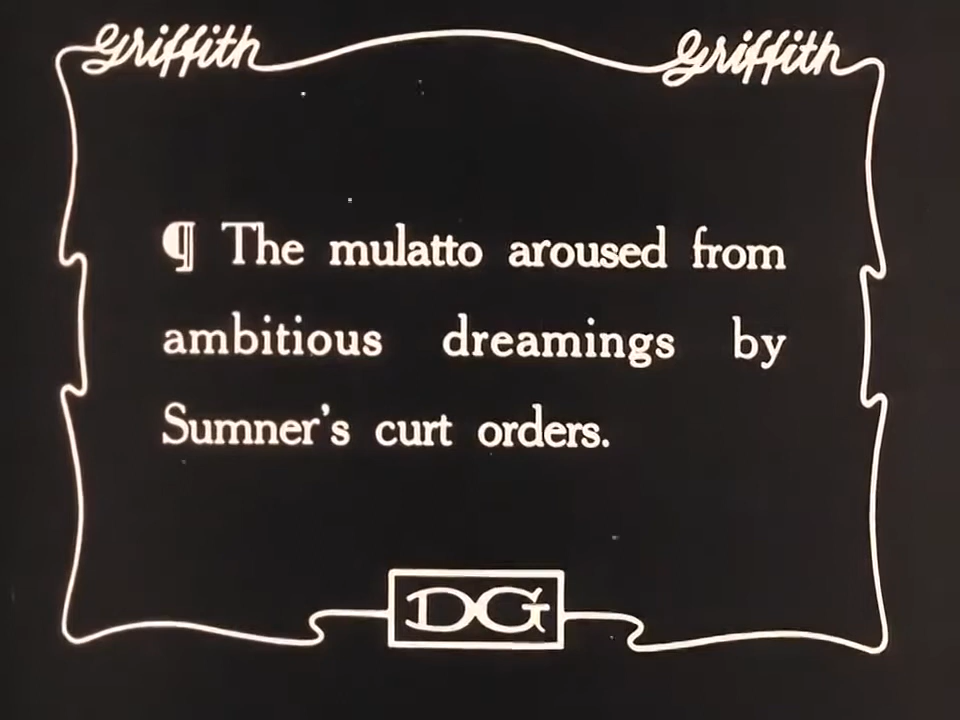 Griffith Griffith
¶ The mulatto aroused from
ambitious dreamings by
Sumner's curt orders.
DG